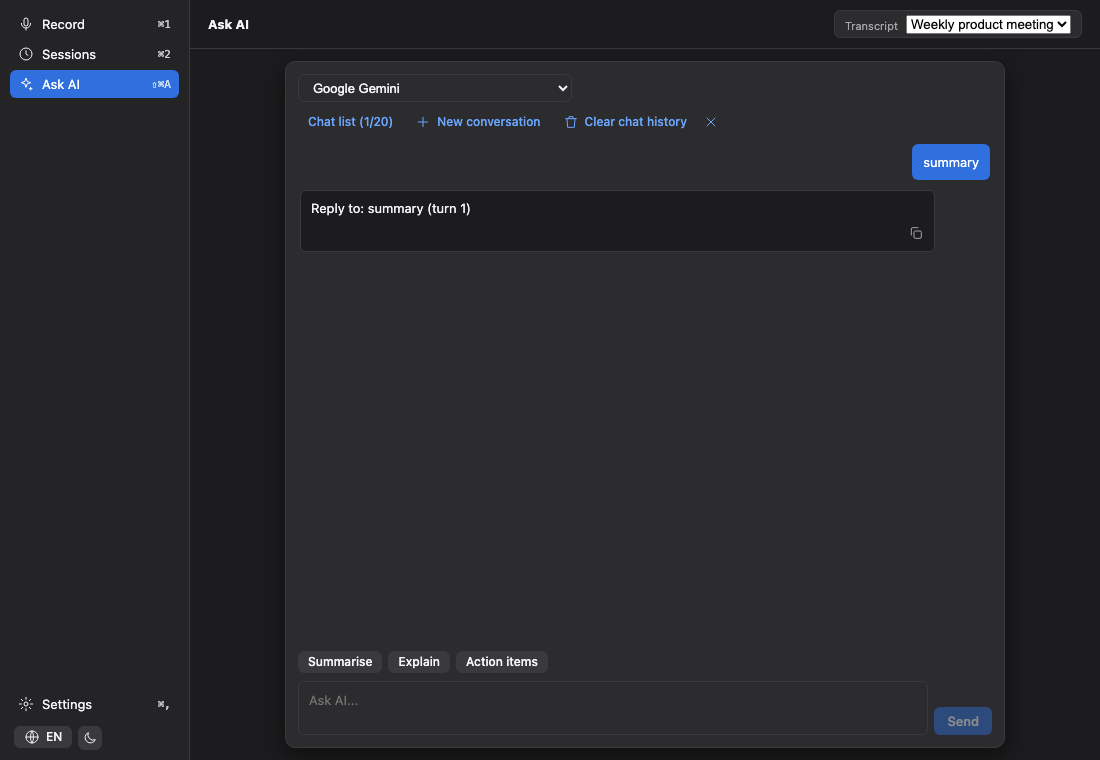 Record ⌘1
Sessions ⌘2
Ask AI ⇧⌘A
Settings ⌘,
EN
Ask AI
Transcript Weekly product meeting
Google Gemini
Chat list (1/20) New conversation Clear chat history
summary
Reply to: summary (turn 1)
Summarise Explain Action items
Ask AI...
Send